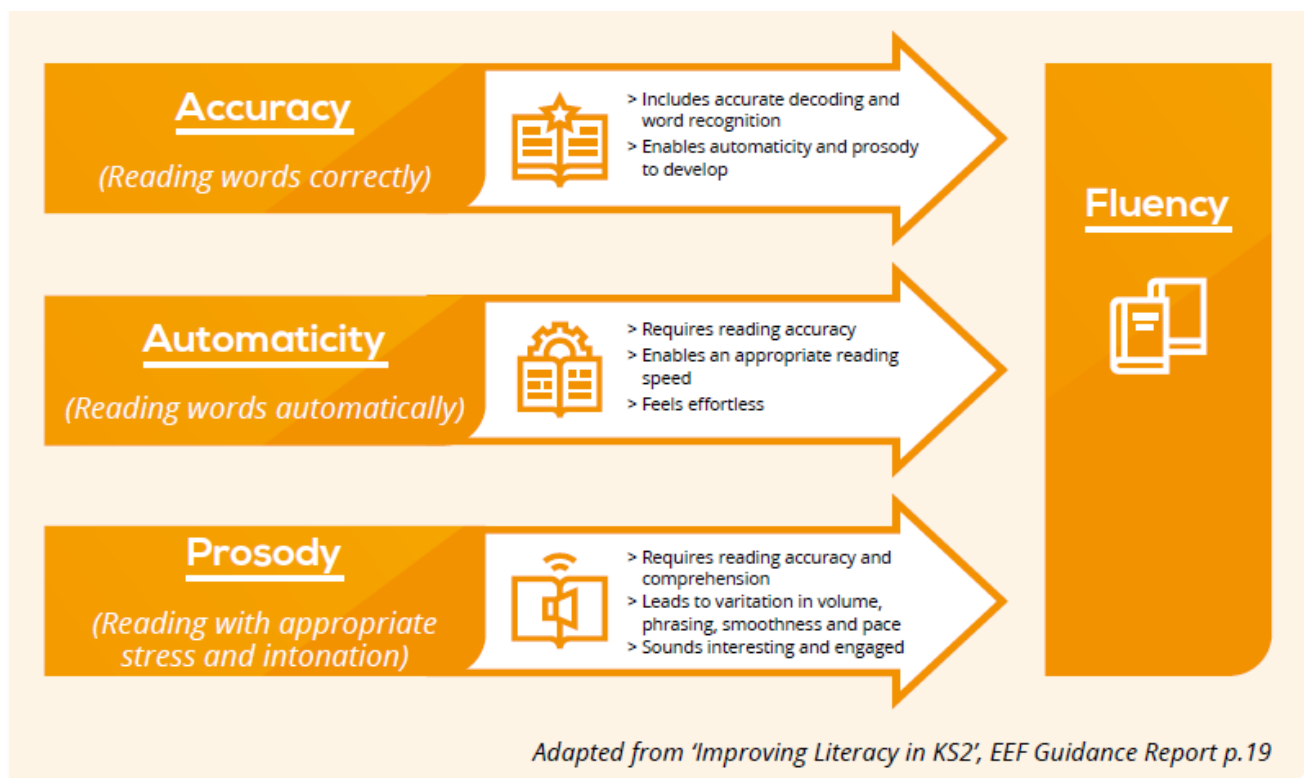 Accuracy
(Reading words correctly)
> Includes accurate decoding and
word recognition
> Enables automaticity and prosody
to develop
Automaticity
(Reading words automatically)
> Requires reading accuracy
> Enables an appropriate reading
speed
> Feels effortless
Prosody
(Reading with appropriate
stress and intonation)
> Requires reading accuracy and
comprehension
> Leads to varitation in volume,
phrasing, smoothness and pace
> Sounds interesting and engaged
Fluency
Adapted from ‘Improving Literacy in KS2’, EEF Guidance Report p.19